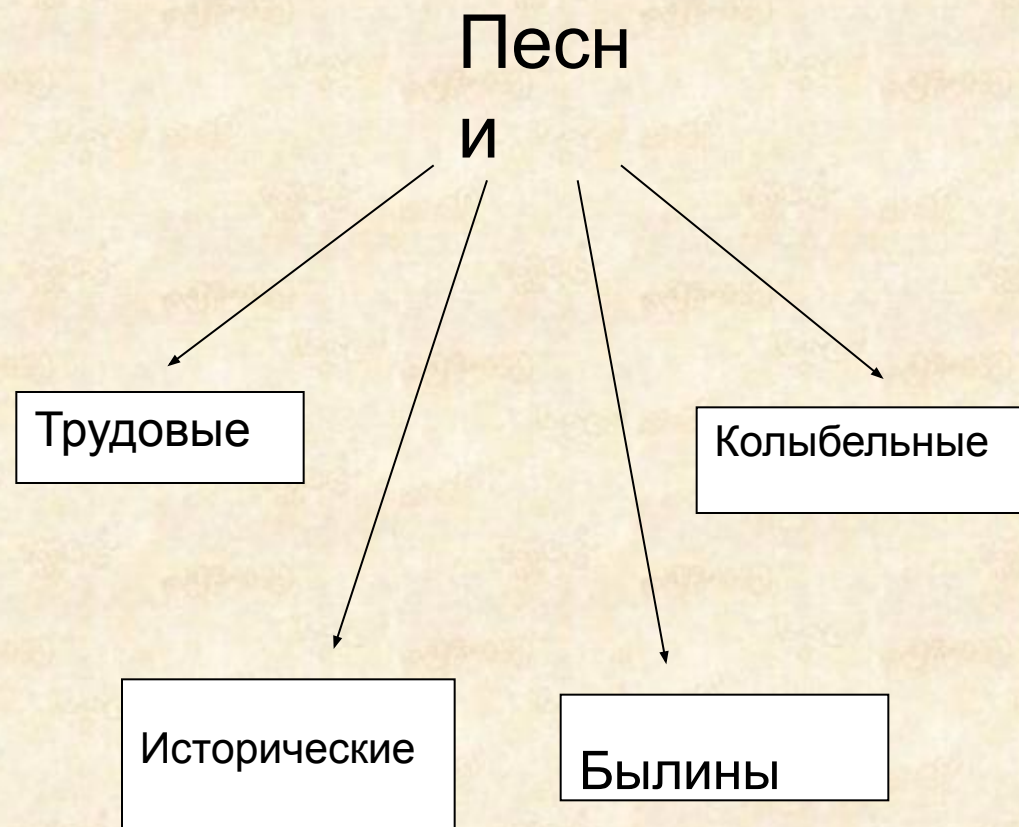 Песн
и
Трудовые
Колыбельные
Исторические
Былины